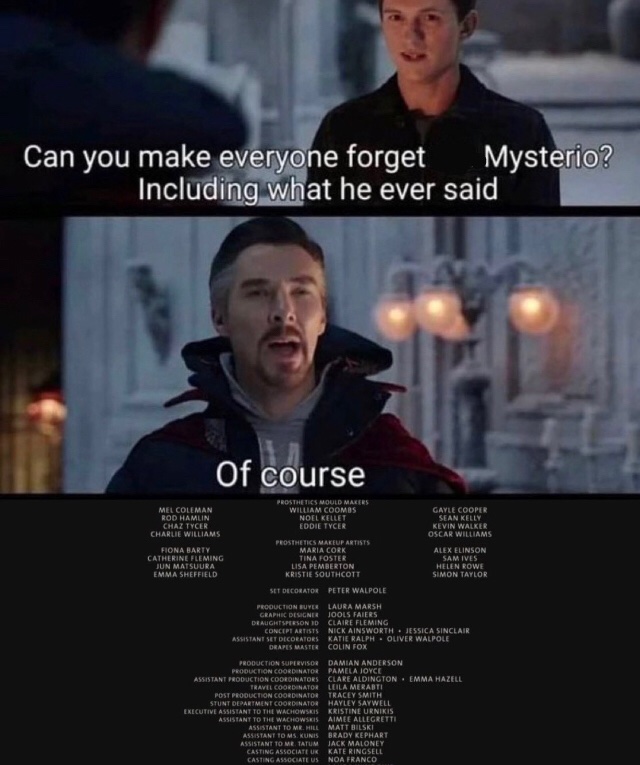 Can you make everyone forget Mysterio?
Including what he ever said
Of course
PROSTHETICS MOULD MAKERS
MEL COLEMAN WILLIAM COOMBS GAYLE COOPER
ROD HAMLIN NOEL KELLET SEAN KELLY
CHAZ TYCER EDDIE TYCER KEVIN WALKER
CHARLIE WILLIAMS OSCAR WILLIAMS
PROSTHETICS MAKEUP ARTISTS
FIONA BARTY MARIA CORK ALEX ELINSON
CATHERINE FLEMING TINA FOSTER SAM IVES
JUN MATSUURA LISA PEMBERTON HELEN ROWE
EMMA SHEFFIELD KRISTIE SOUTHCOTT SIMON TAYLOR
SET DECORATOR PETER WALPOLE
PRODUCTION BUYER LAURA MARSH
GRAPHIC DESIGNER JOOLS FAIERS
DRAUGHTSPERSON 3D CLAIRE FLEMING
CONCEPT ARTISTS NICK AINSWORTH • JESSICA SINCLAIR
ASSISTANT SET DECORATORS KATIE RALPH • OLIVER WALPOLE
DRAPES MASTER COLIN FOX
PRODUCTION SUPERVISOR DAMIAN ANDERSON
PRODUCTION COORDINATOR PAMELA JOYCE
ASSISTANT PRODUCTION COORDINATORS CLARE ALDINGTON • EMMA HAZELL
TRAVEL COORDINATOR LEILA MERABTI
POST PRODUCTION COORDINATOR TRACEY SMITH
STUNT DEPARTMENT COORDINATOR HAYLEY SAYWELL
EXECUTIVE ASSISTANT TO THE WACHOWSKIS KRISTINE URNIKIS
ASSISTANT TO THE WACHOWSKIS AIMEE ALLEGRETTI
ASSISTANT TO MR. HILL MATT BILSKI
ASSISTANT TO MS. KUNIS BRADY KEPHART
ASSISTANT TO MR. TATUM JACK MALONEY
CASTING ASSOCIATE UK KATE RINGSELL
CASTING ASSOCIATE US NOA FRANCO